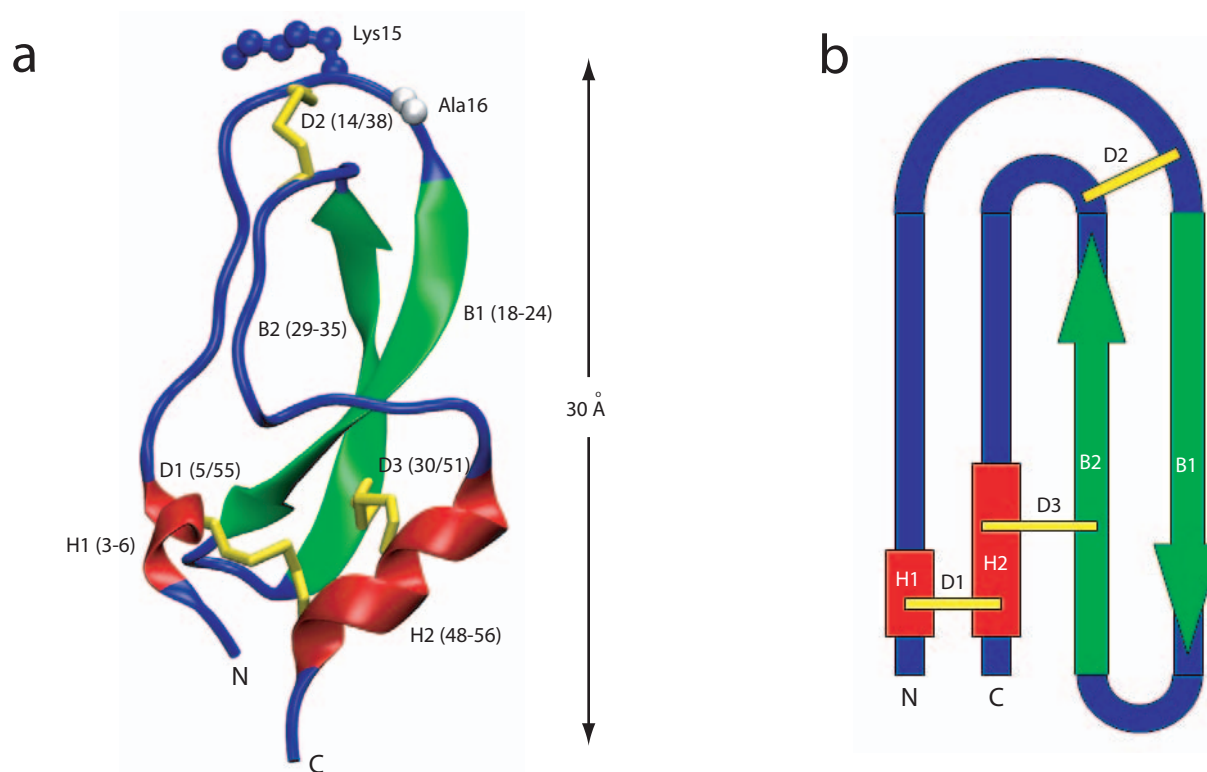 a
Lys15
Ala16
D2 (14/38)
B1 (18-24)
B2 (29-35)
30 Å
D1 (5/55)
D3 (30/51)
H1 (3-6)
H2 (48-56)
N
C
b
D2
B2
B1
D3
H1
H2
D1
N
C